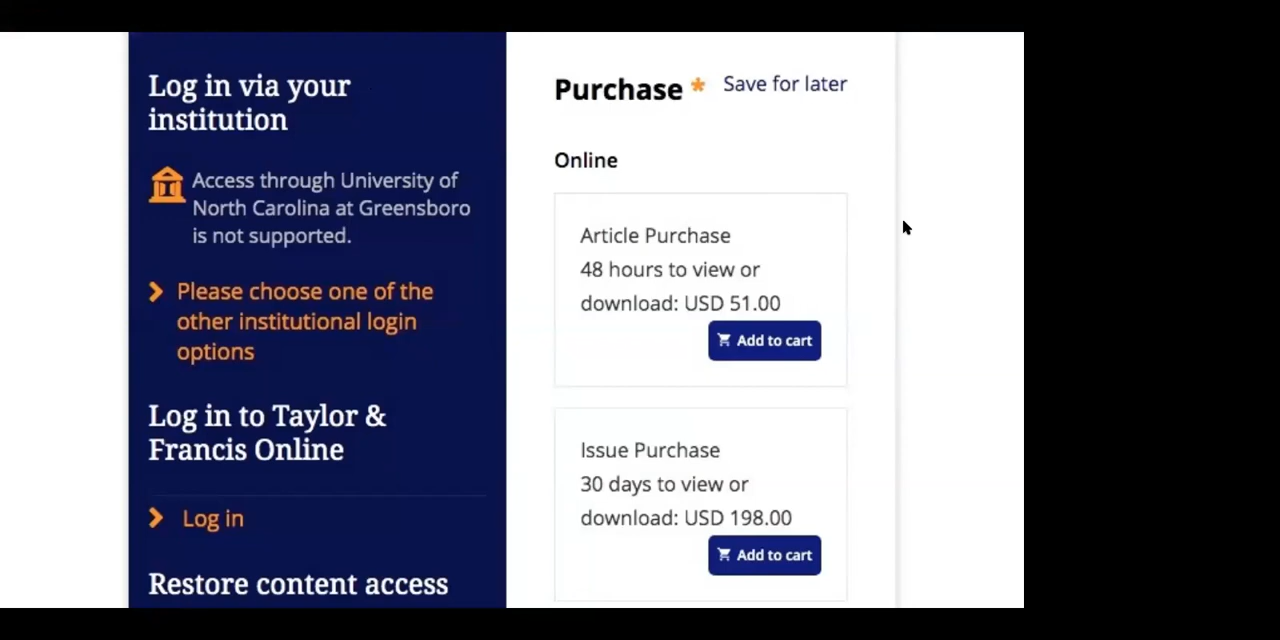 Log in via your
institution
Access through University of
North Carolina at Greensboro
is not supported.
Please choose one of the
other institutional login
options
Log in to Taylor &
Francis Online
Log in
Restore content access
Purchase * Save for later
Online
Article Purchase
48 hours to view or
download: USD 51.00
Add to cart
Issue Purchase
30 days to view or
download: USD 198.00
Add to cart